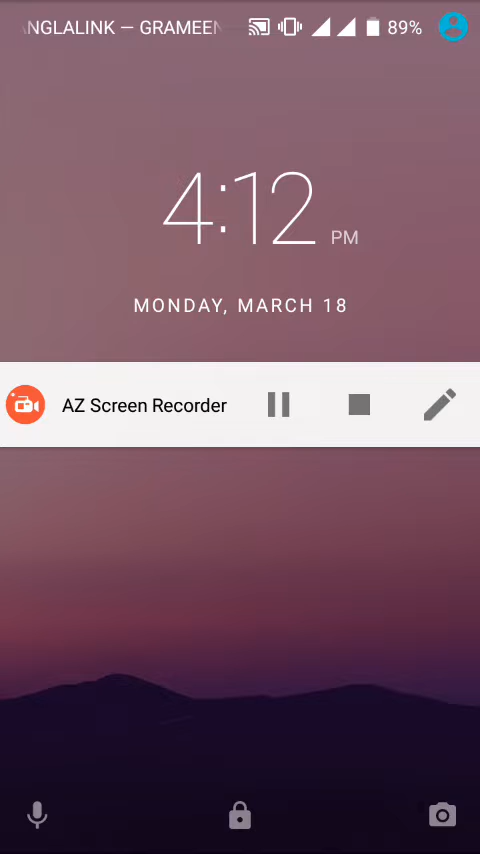 NGLALINK — GRAMEEN 89%
4:12 PM
MONDAY, MARCH 18
AZ Screen Recorder